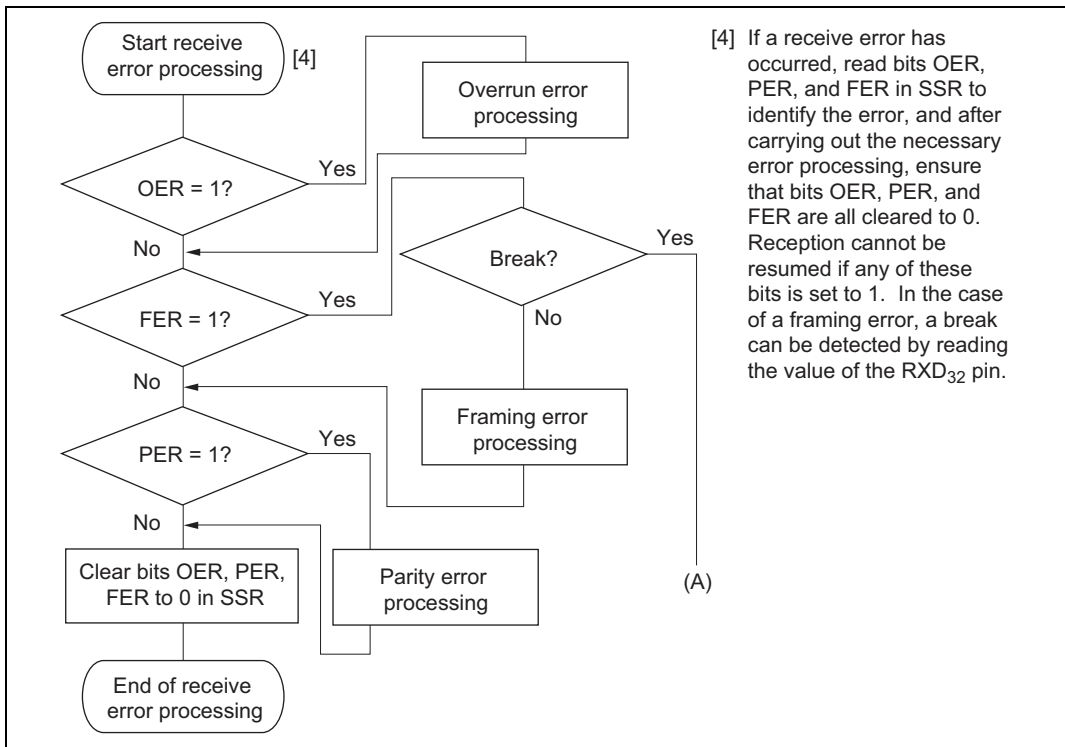 Start receive
error processing
[4]
Overrun error
processing
Yes
OER = 1?
No
Yes
Break?
Yes
FER = 1?
No
No
Framing error
processing
Yes
PER = 1?
No
Clear bits OER, PER,
FER to 0 in SSR
Parity error
processing
(A)
End of receive
error processing
[4] If a receive error has
occurred, read bits OER,
PER, and FER in SSR to
identify the error, and after
carrying out the necessary
error processing, ensure
that bits OER, PER, and
FER are all cleared to 0.
Reception cannot be
resumed if any of these
bits is set to 1. In the case
of a framing error, a break
can be detected by reading
the value of the RXD32 pin.